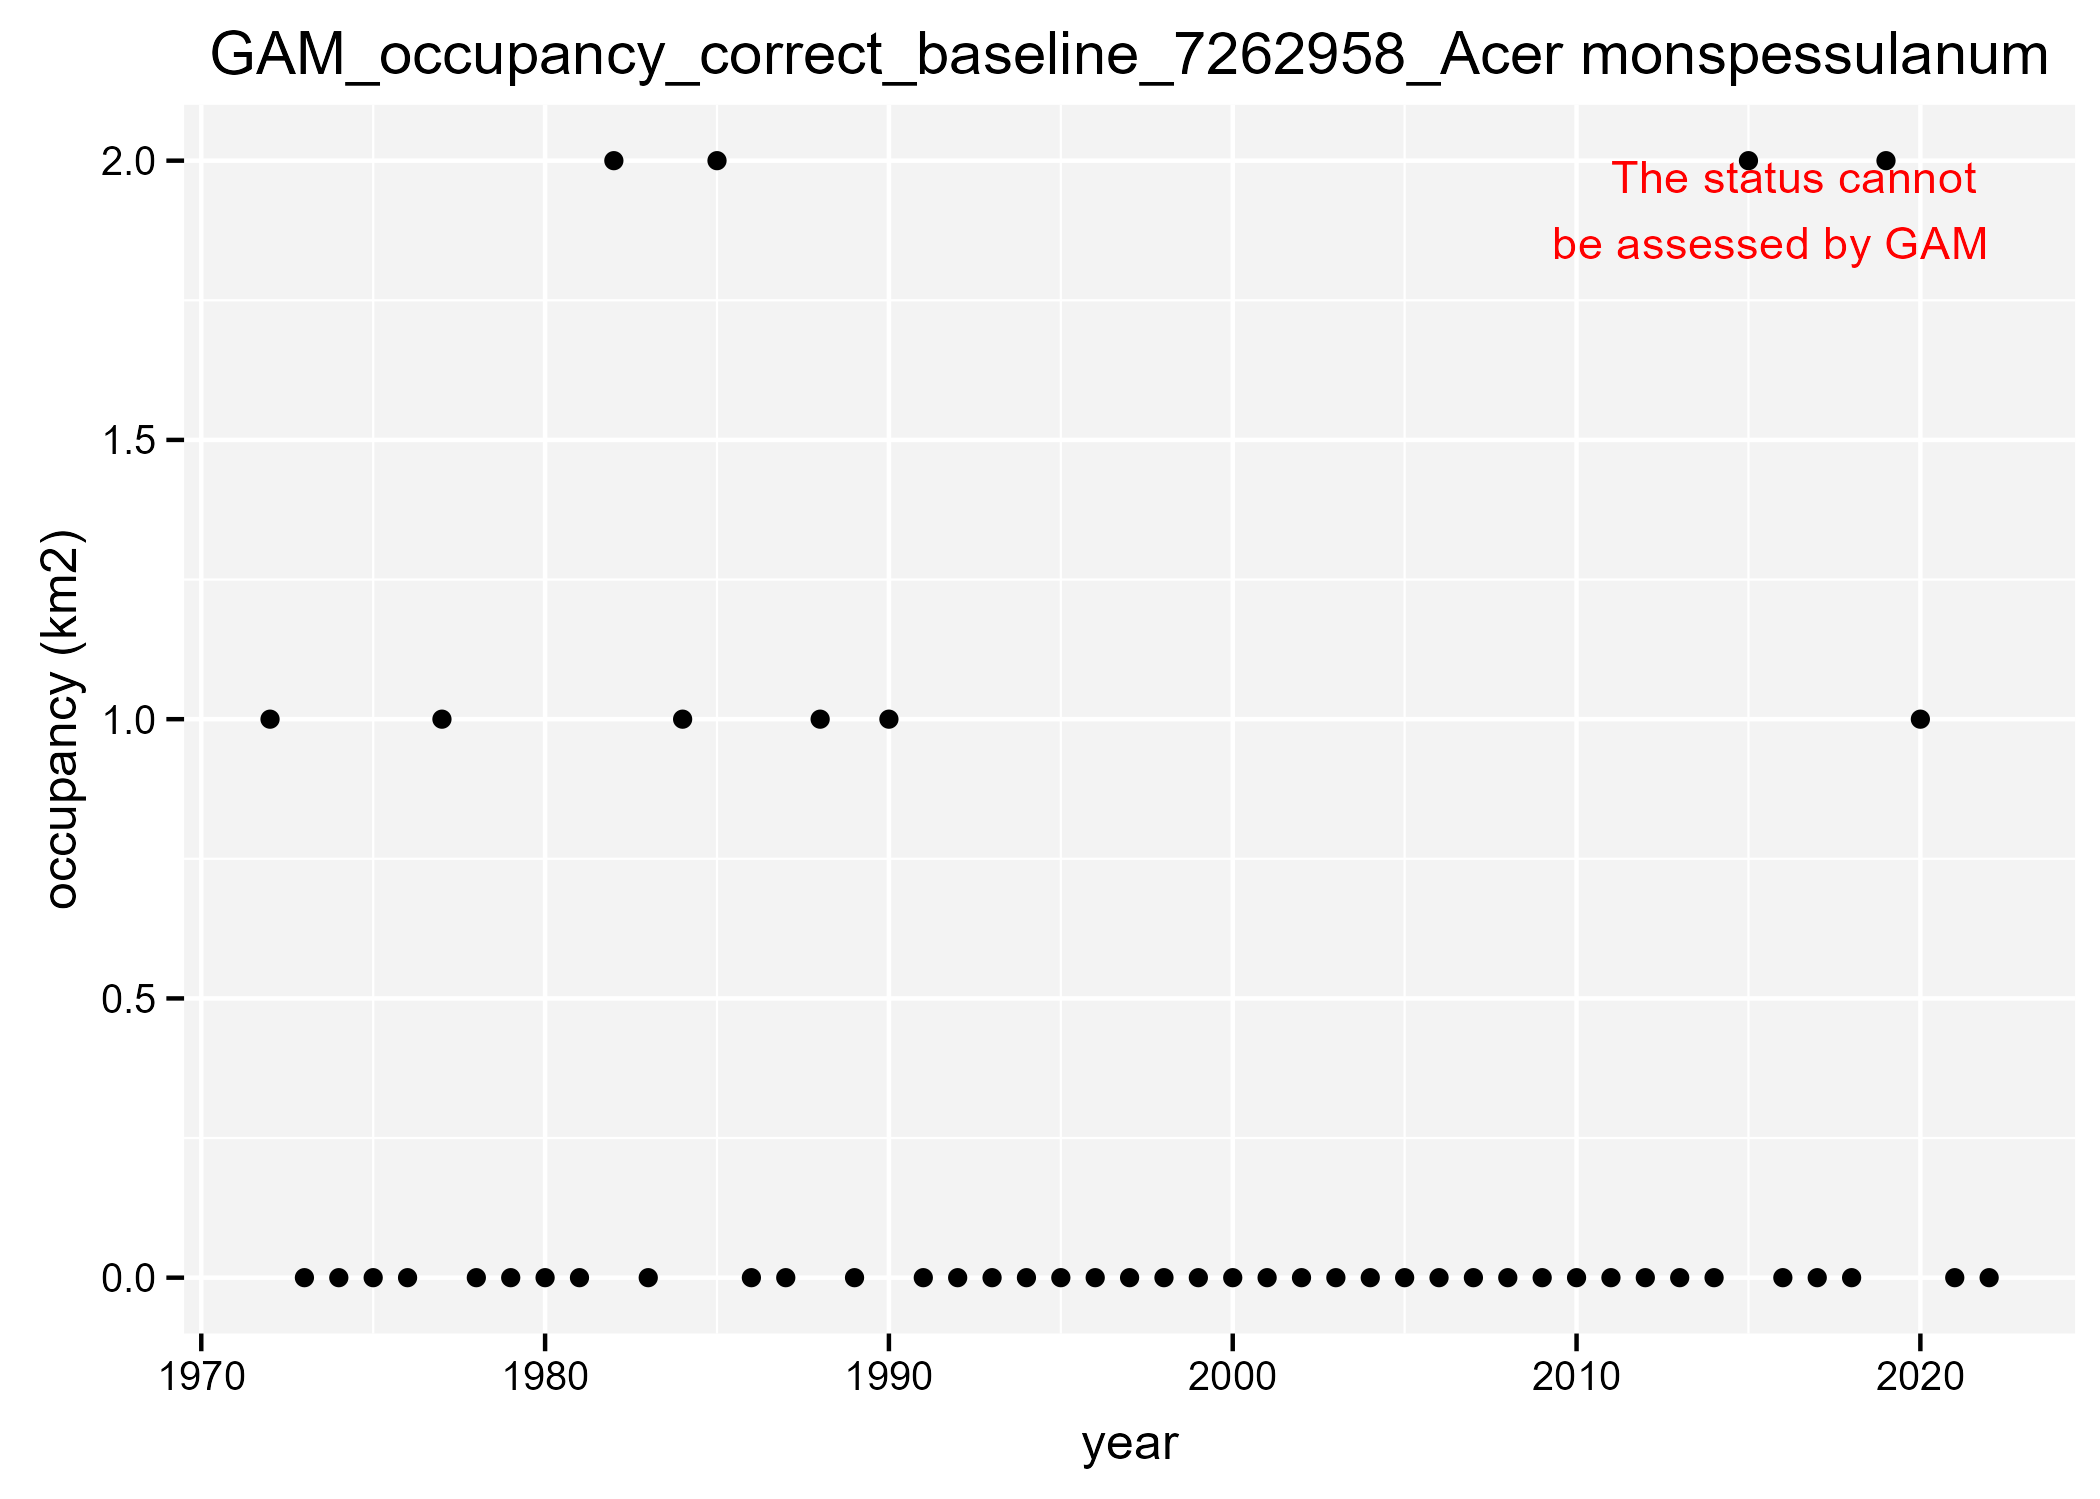 GAM_occupancy_correct_baseline_7262958_Acer monspessulanum
The status cannot
be assessed by GAM
occupancy (km2)
2.0
1.5
1.0
0.5
0.0
1970 1980 1990 2000 2010 2020
year